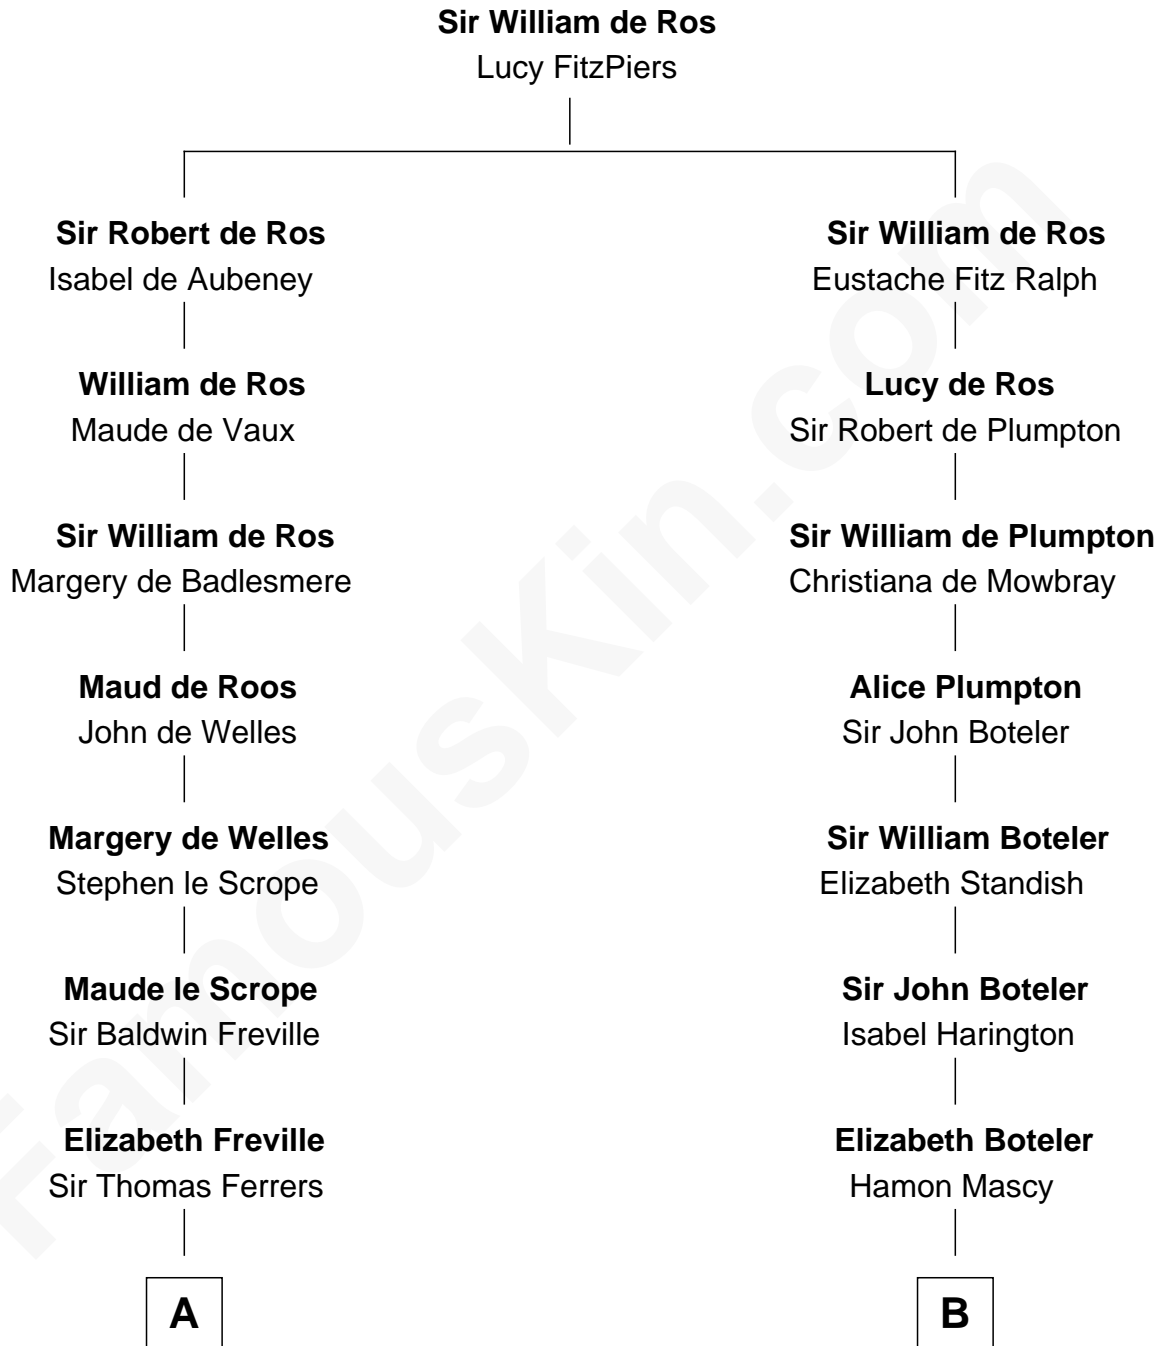 Sir William de Ros
Lucy FitzPiers
Sir Robert de Ros
Isabel de Aubeney
Sir William de Ros
Eustache Fitz Ralph
William de Ros
Maude de Vaux
Lucy de Ros
Sir Robert de Plumpton
Sir William de Ros
Margery de Badlesmere
Sir William de Plumpton
Christiana de Mowbray
Maud de Roos
John de Welles
Alice Plumpton
Sir John Boteler
Margery de Welles
Stephen le Scrope
Sir William Boteler
Elizabeth Standish
Maude le Scrope
Sir Baldwin Freville
Sir John Boteler
Isabel Harington
Elizabeth Freville
Sir Thomas Ferrers
Elizabeth Boteler
Hamon Mascy
A
B
FamousKin.com